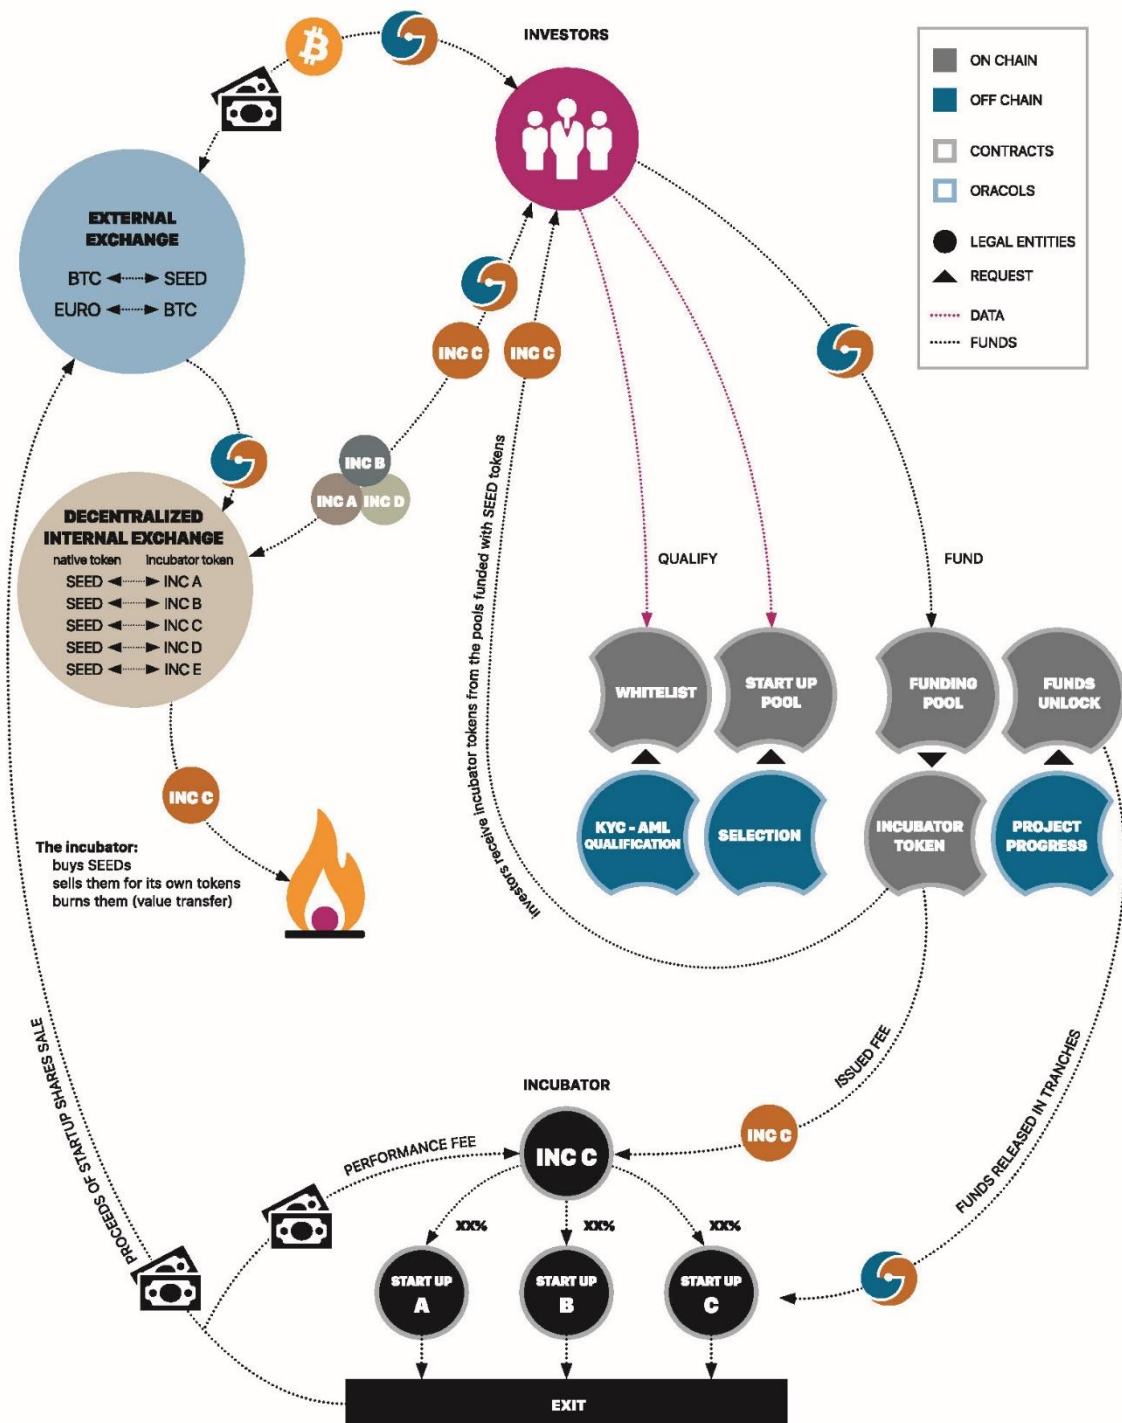 INVESTORS
ON CHAIN
OFF CHAIN
CONTRACTS
ORACOLS
LEGAL ENTITIES
REQUEST
DATA
FUNDS
EXTERNAL
EXCHANGE
BTC SEED
EURO BTC
INC C
INC C
INC B
INC A
INC D
DECENTRALIZED
INTERNAL EXCHANGE
native token incubator token
SEED INC A
SEED INC B
SEED INC C
SEED INC D
SEED INC E
Investors receive incubator tokens from the pools funded with SEED tokens
QUALIFY
FUND
WHITELIST
START UP
POOL
FUNDING
POOL
FUNDS
UNLOCK
KYC - AML
QUALIFICATION
SELECTION
INCUBATOR
TOKEN
PROJECT
PROGRESS
INC C
The incubator:
buys SEEDs
sells them for its own tokens
burns them (value transfer)
PROCEEDS OF STARTUP SHARES SALE
PERFORMANCE FEE
INCUBATOR
INC C
ISSUED FEE
INC C
FUNDS RELEASED IN TRANCHES
XX%
XX%
XX%
START UP
A
START UP
B
START UP
C
EXIT